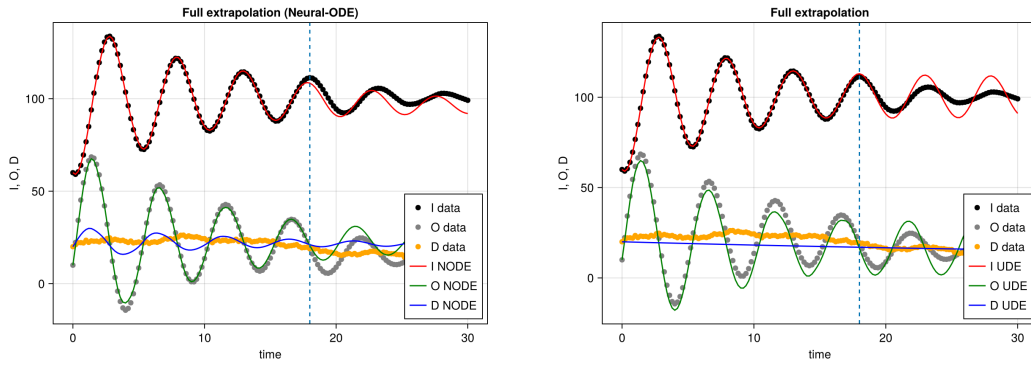 Full extrapolation (Neural-ODE)
I, O, D
100
50
0
0
10
20
30
time
I data
O data
D data
I NODE
O NODE
D NODE
Full extrapolation
I, O, D
100
50
0
0
10
20
30
time
I data
O data
D data
I UDE
O UDE
D UDE